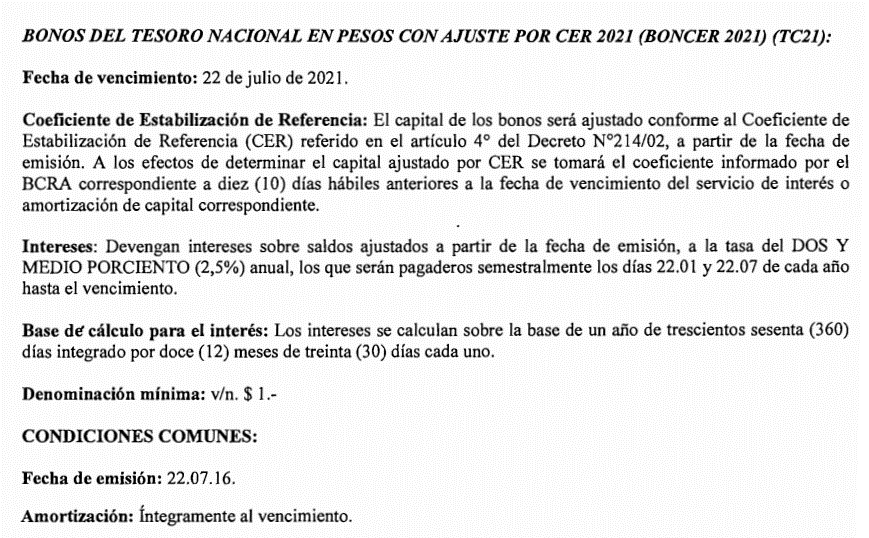 BONOS DEL TESORO NACIONAL EN PESOS CON AJUSTE POR CER 2021 (BONCER 2021) (TC21):
Fecha de vencimiento: 22 de julio de 2021.
Coeficiente de Estabilización de Referencia: El capital de los bonos será ajustado conforme al Coeficiente de
Estabilización de Referencia (CER) referido en el artículo 4° del Decreto N°214/02, a partir de la fecha de
emisión. A los efectos de determinar el capital ajustado por CER se tomará el coeficiente informado por el
BCRA correspondiente a diez (10) días hábiles anteriores a la fecha de vencimiento del servicio de interés o
amortización de capital correspondiente.
Intereses: Devengan intereses sobre saldos ajustados a partir de la fecha de emisión, a la tasa del DOS Y
MEDIO PORCIENTO (2,5%) anual, los que serán pagaderos semestralmente los días 22.01 y 22.07 de cada año
hasta el vencimiento.
Base de cálculo para el interés: Los intereses se calculan sobre la base de un año de trescientos sesenta (360)
días integrado por doce (12) meses de treinta (30) días cada uno.
Denominación mínima: v/n. $ 1.-
CONDICIONES COMUNES:
Fecha de emisión: 22.07.16.
Amortización: Íntegramente al vencimiento.